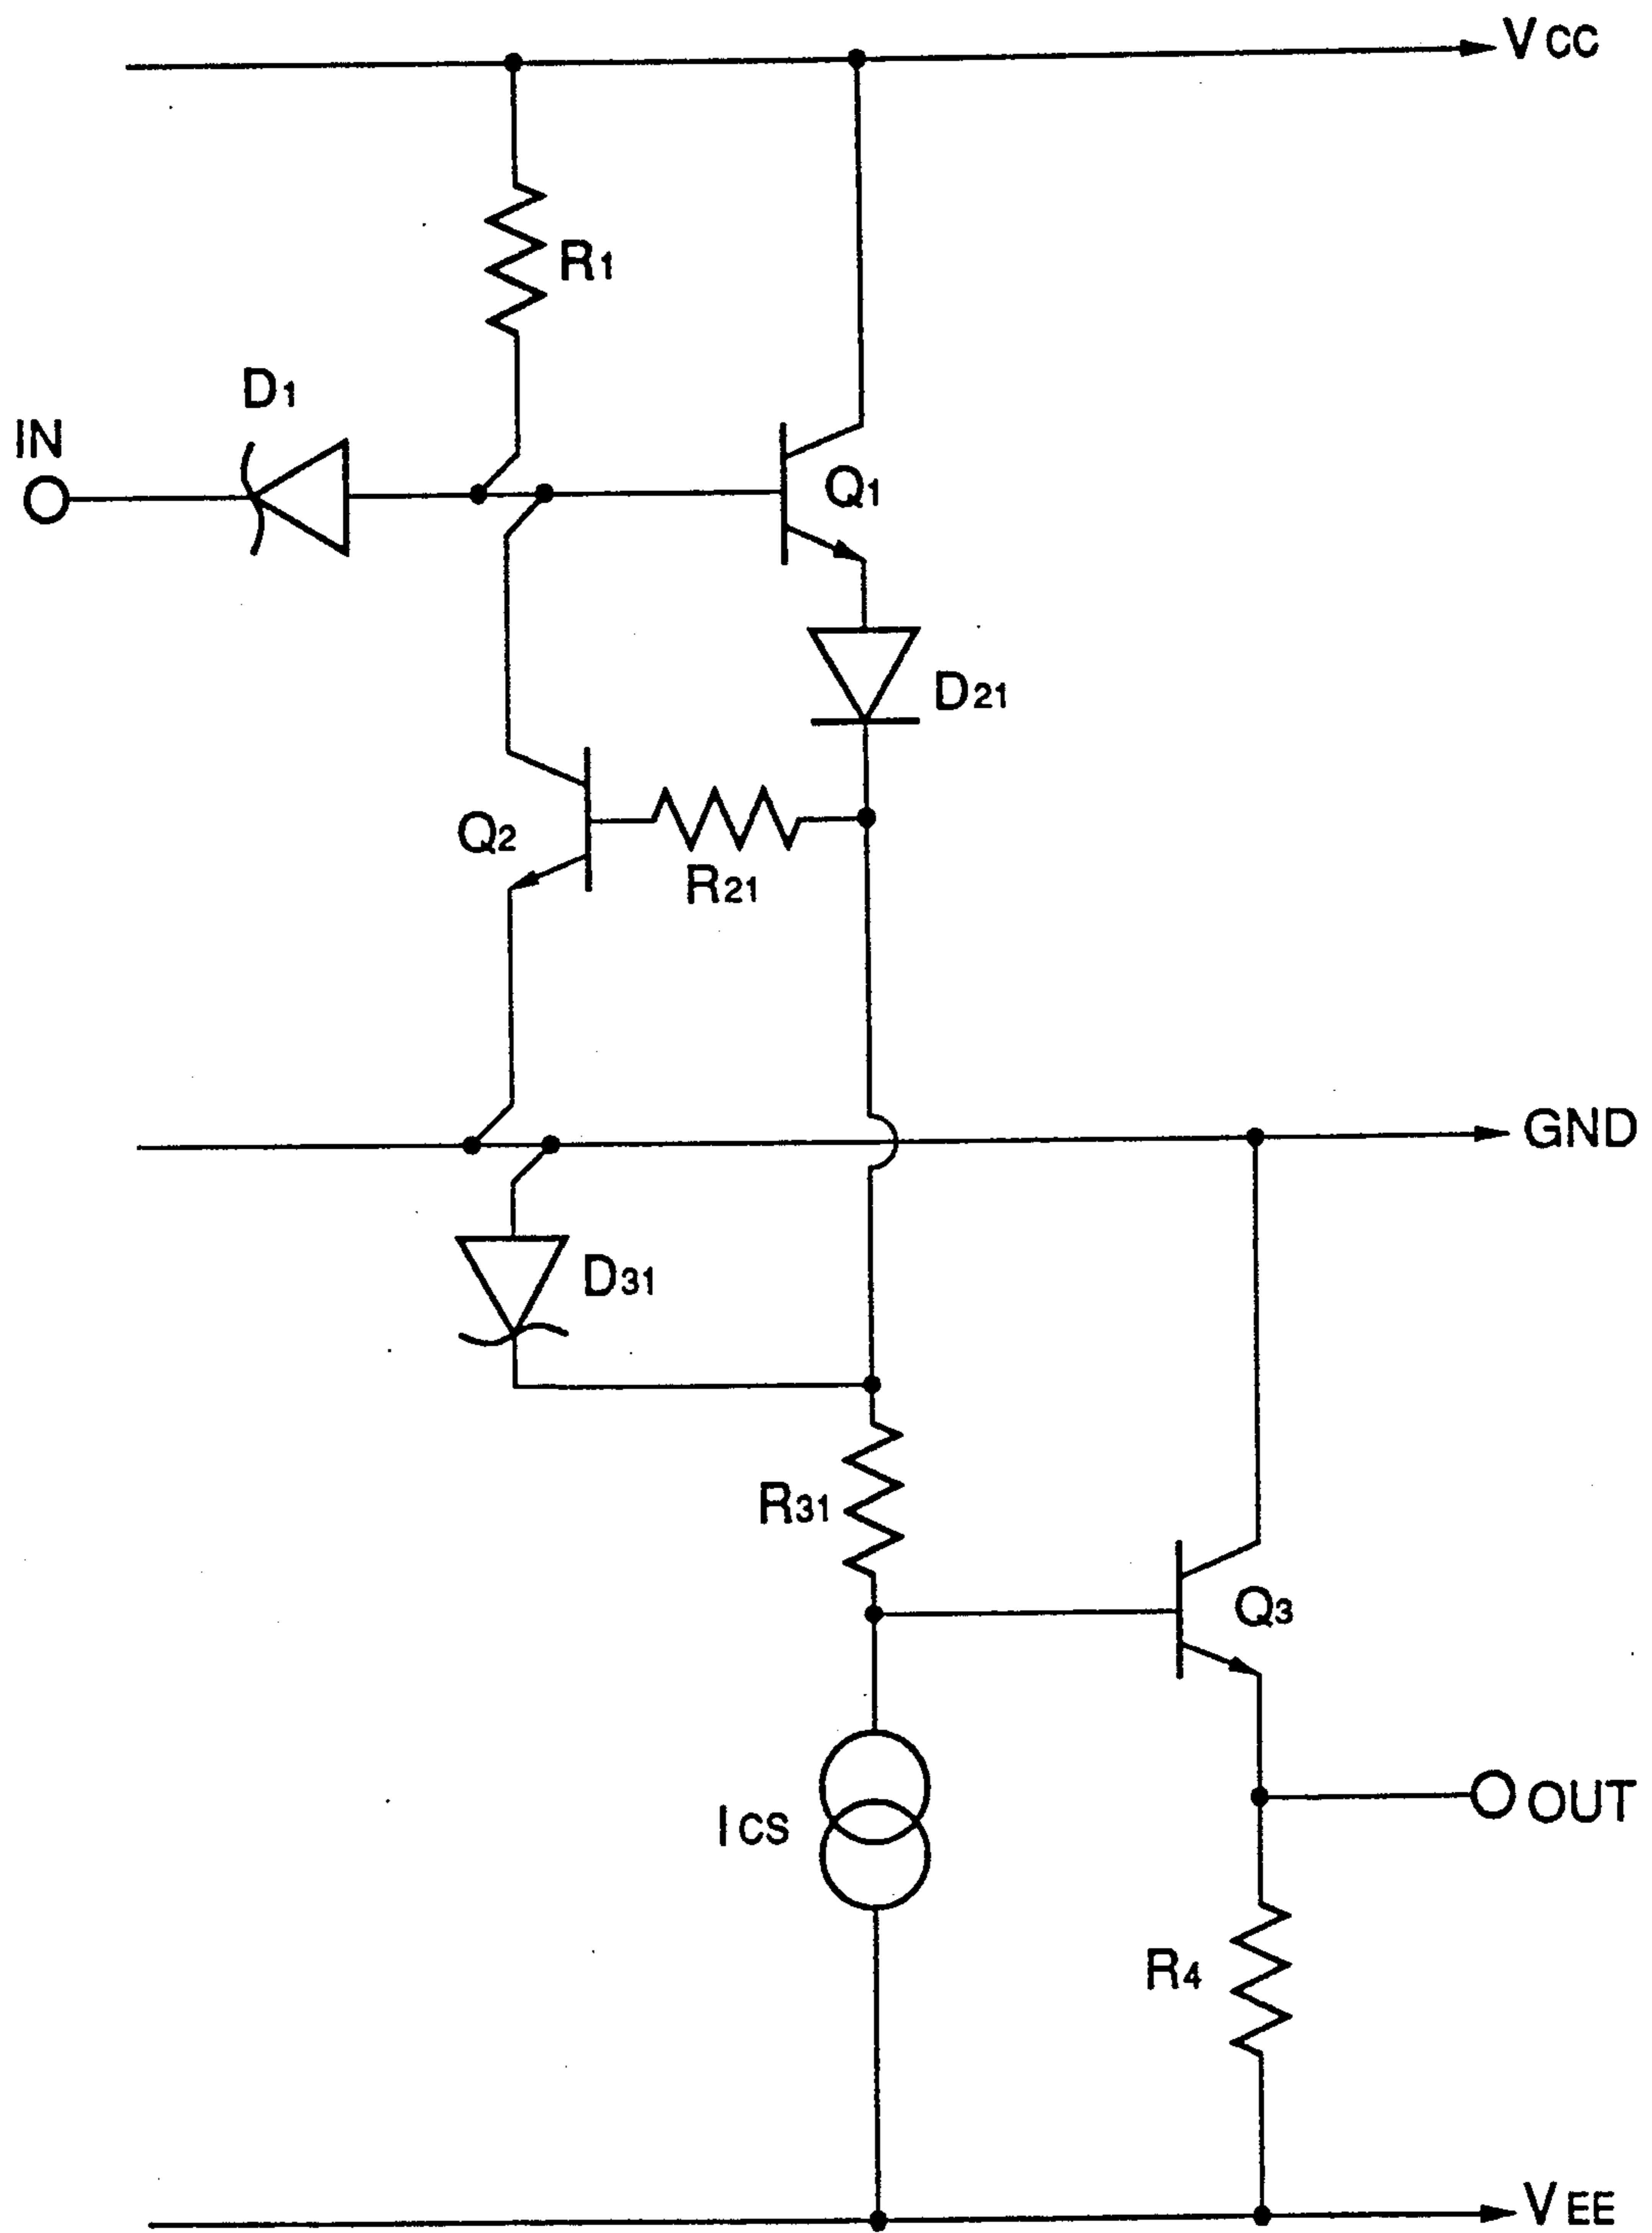 VCC
R1
D1
IN
Q1
D21
Q2
R21
GND
D31
R31
Q3
OUT
ICS
R4
VEE